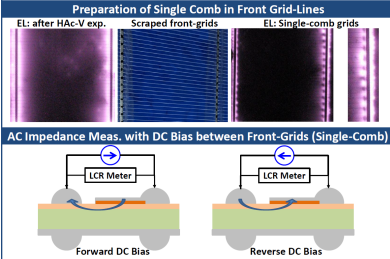 Preparation of Single Comb in Front Grid-Lines
EL: after HAc-V exp.
Scraped front-grids
EL: Single-comb grids
AC Impedance Meas. with DC Bias between Front-Grids (Single-Comb)
LCR Meter
LCR Meter
Forward DC Bias
Reverse DC Bias